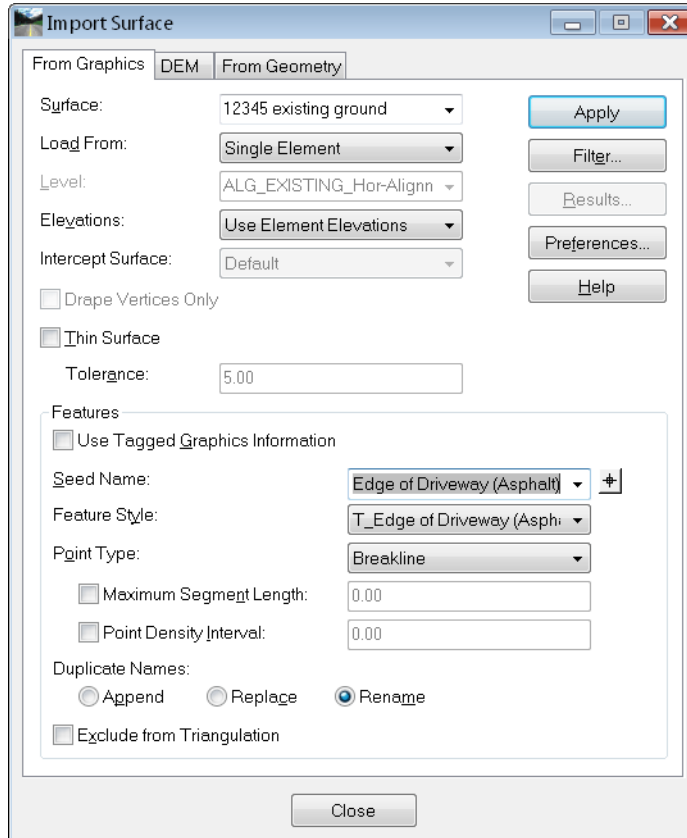 Import Surface
From Graphics DEM From Geometry
Surface: 12345 existing ground Apply
Load From: Single Element Filter...
Level: ALG_EXISTING_Hor-Alignn Results...
Elevations: Use Element Elevations Preferences...
Intercept Surface: Default Help
Drape Vertices Only
Thin Surface
Tolerance: 5.00
Features
Use Tagged Graphics Information
Seed Name: Edge of Driveway (Asphalt)
Feature Style: T_Edge of Driveway (Asph
Point Type: Breakline
Maximum Segment Length: 0.00
Point Density Interval: 0.00
Duplicate Names:
Append Replace Rename
Exclude from Triangulation
Close